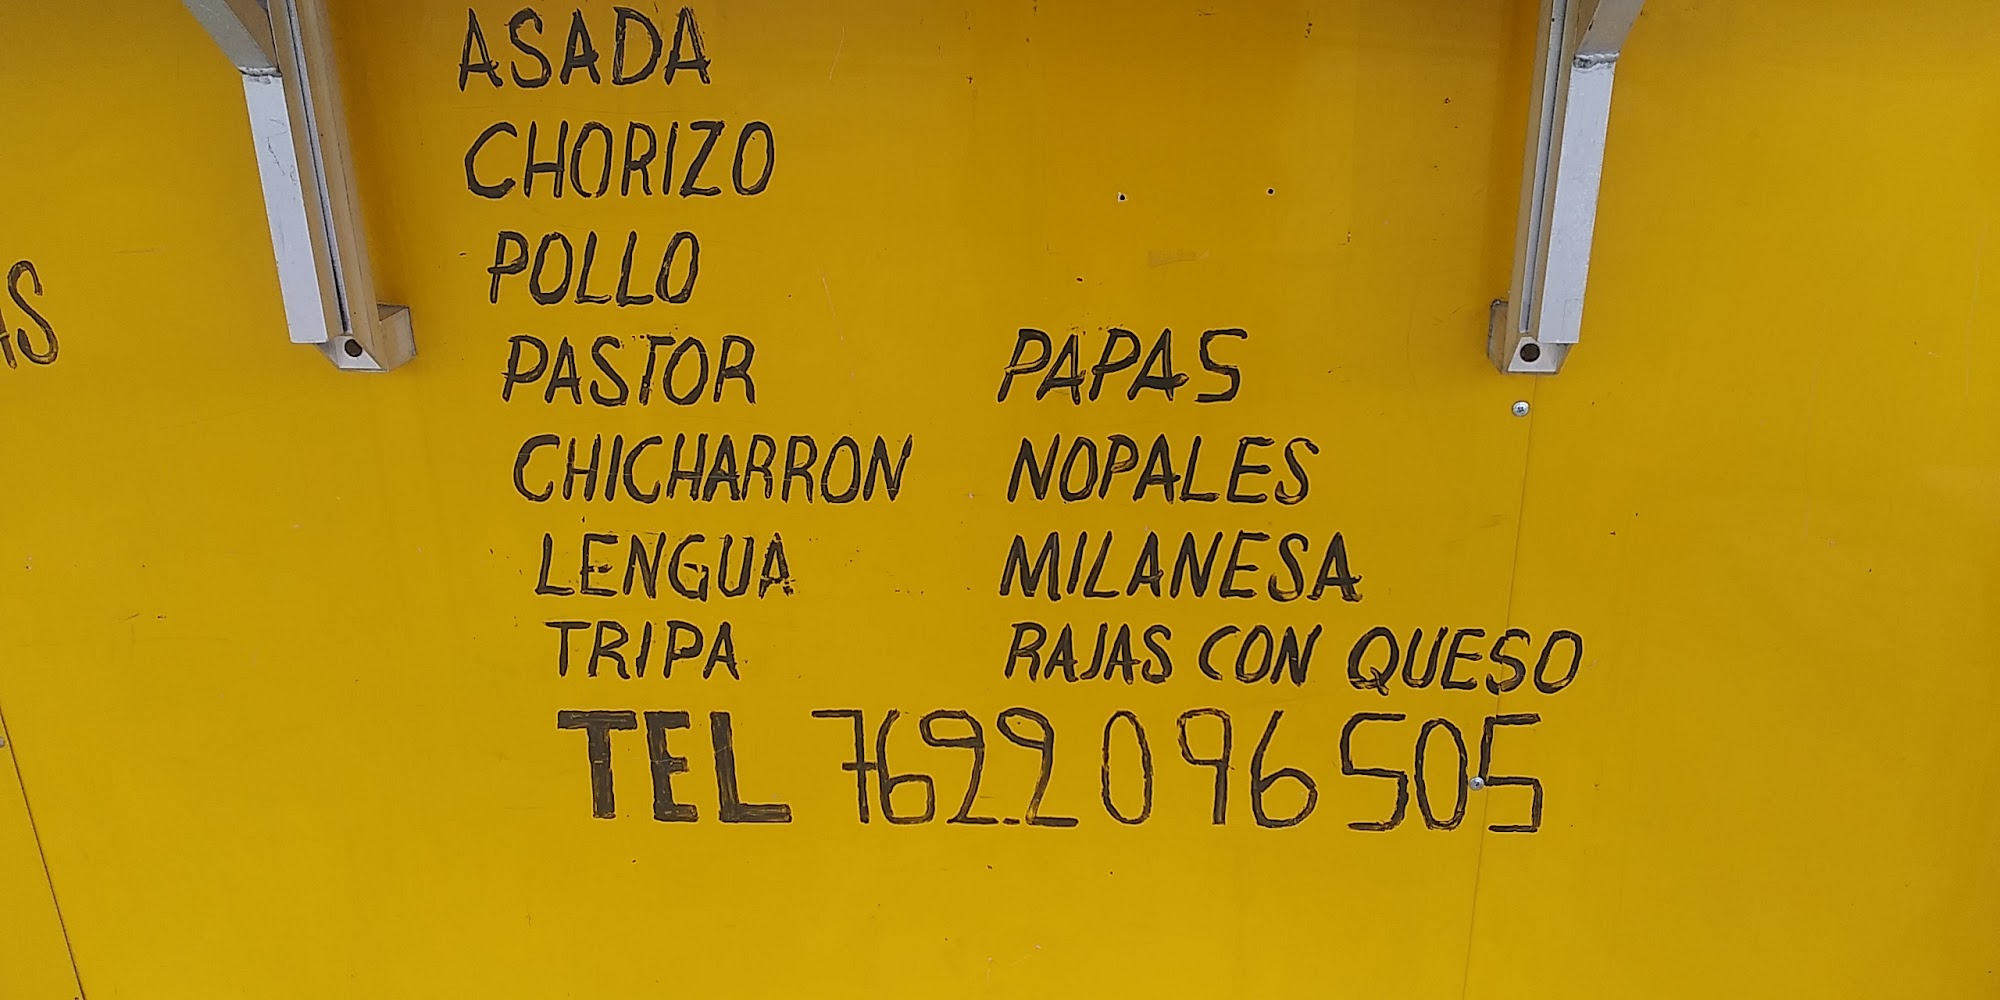 ASADA
CHORIZO
POLLO
PASTOR
CHICHARRON
LENGUA
TRIPA
PAPAS
NOPALES
MILANESA
RAJAS CON QUESO
TEL 7622096505